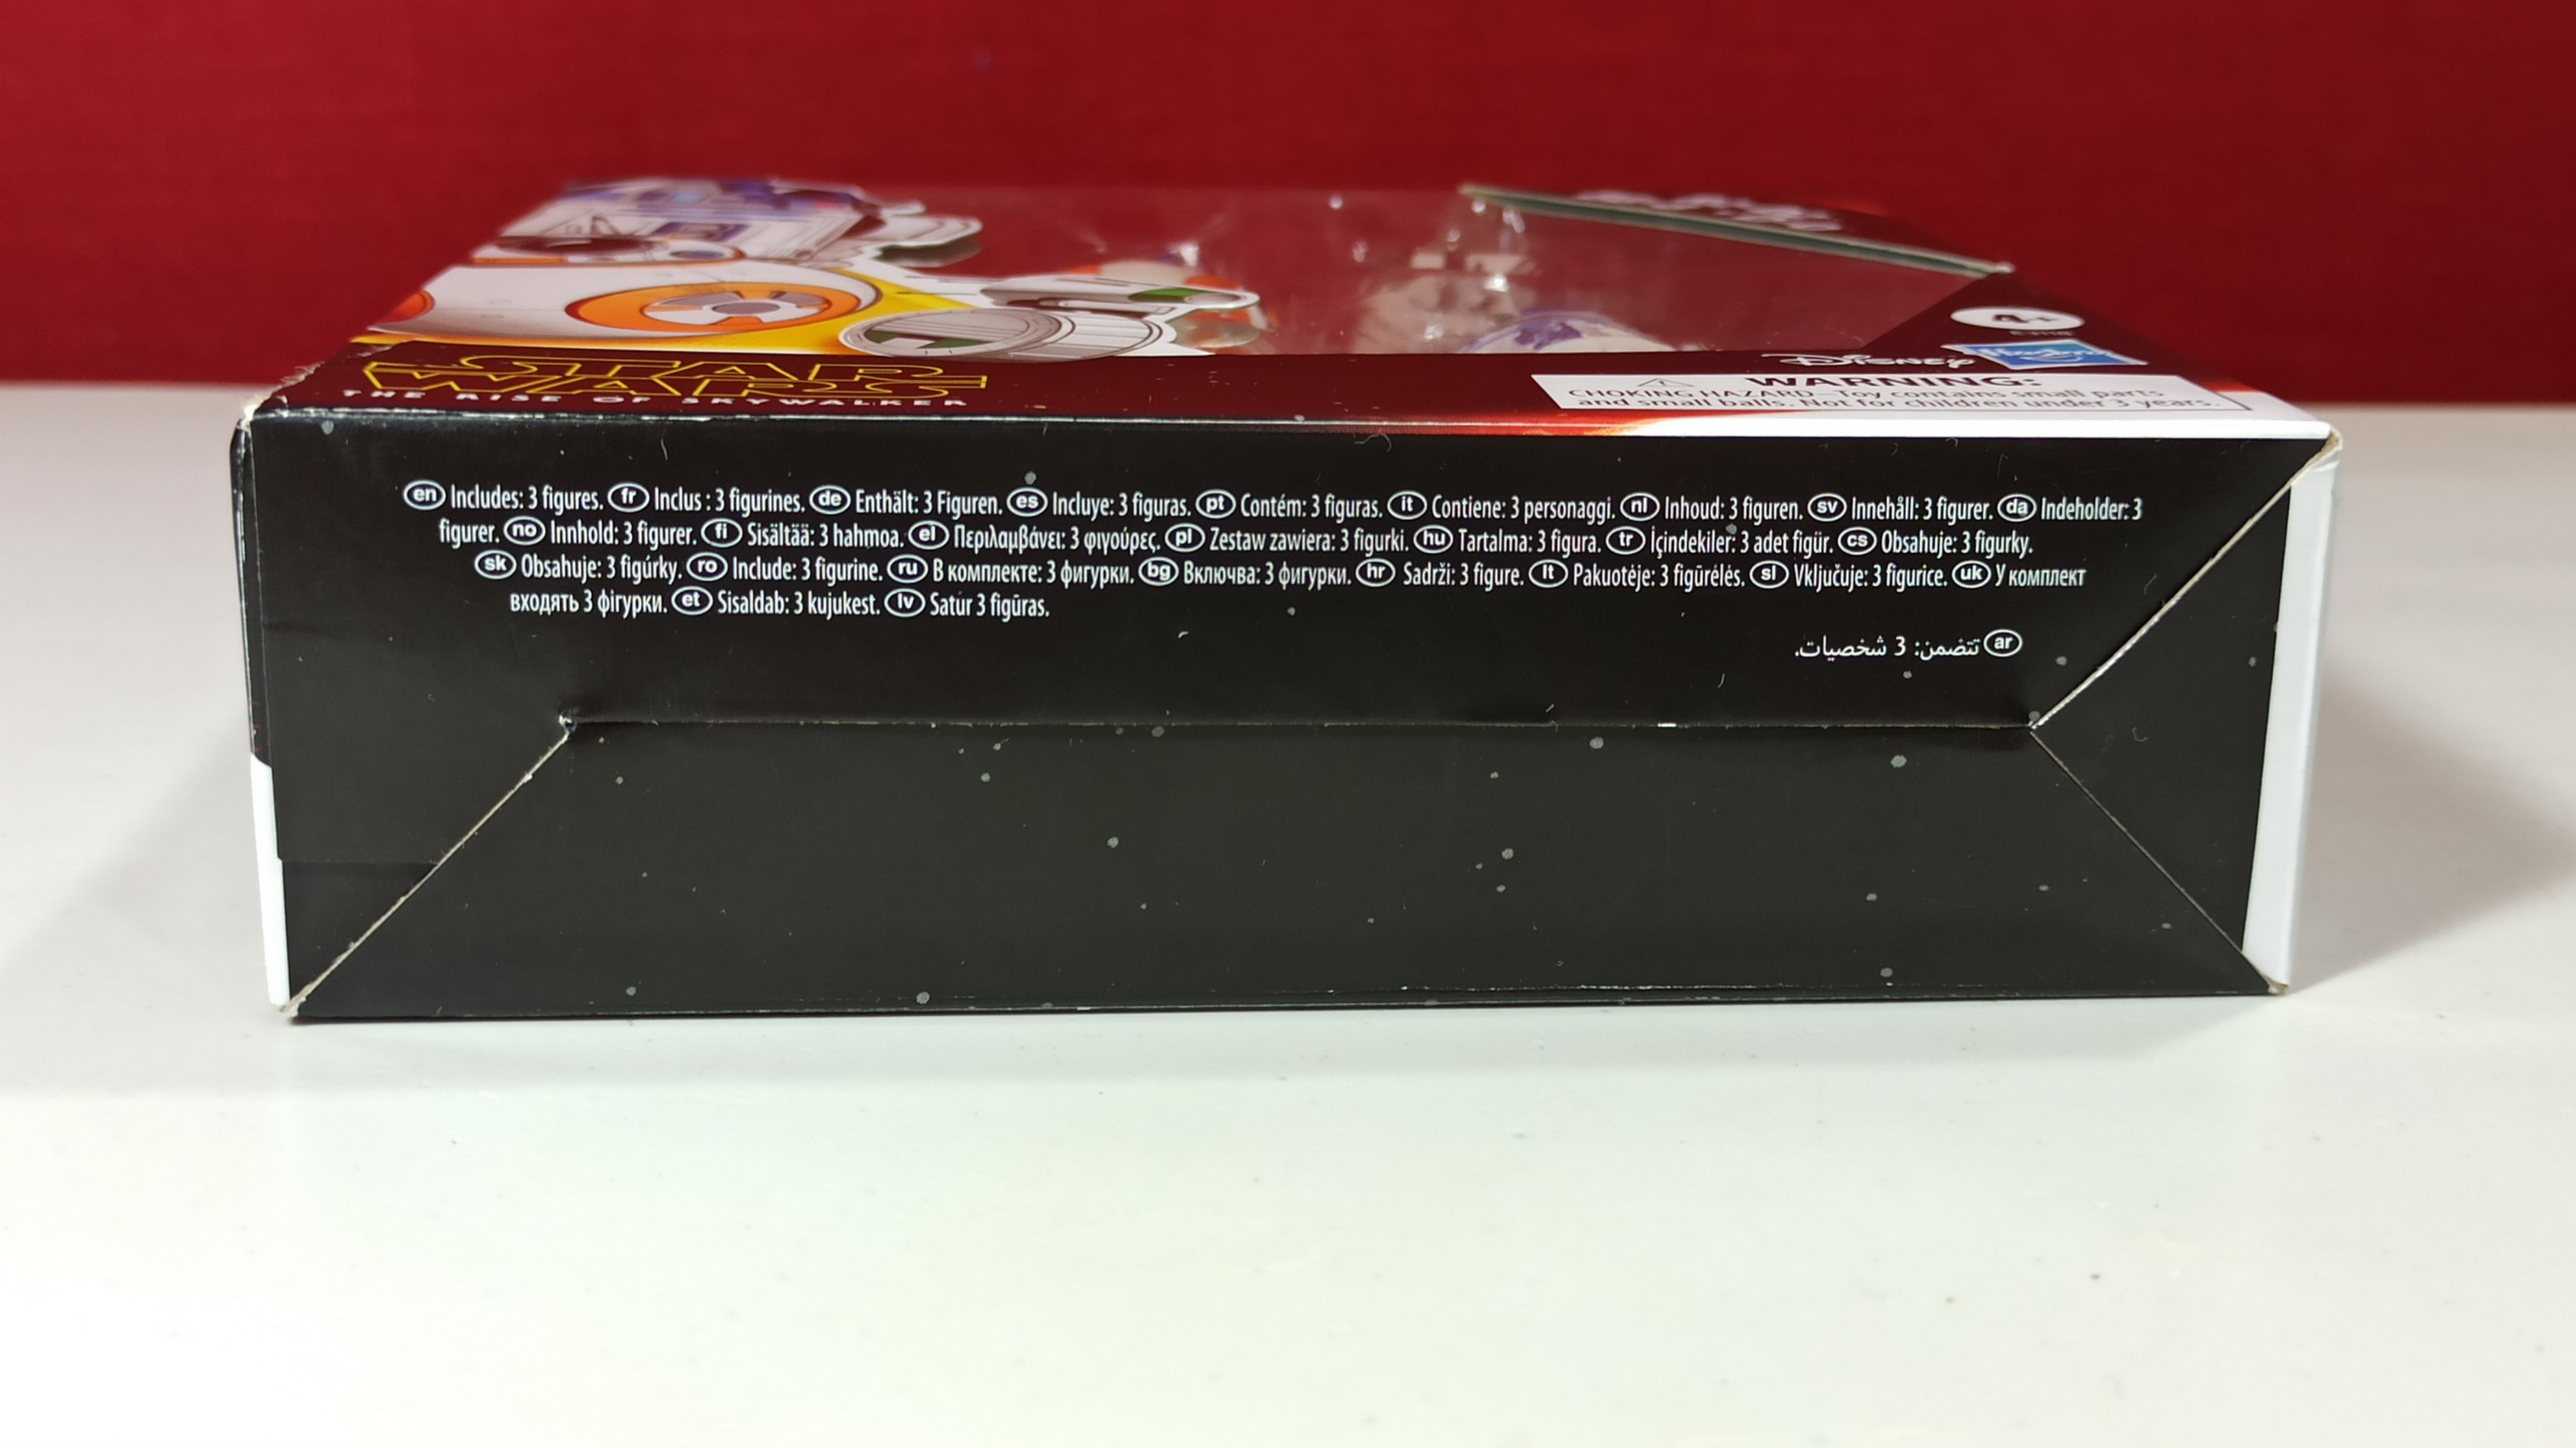 STAR
WARS
THE RISE OF SKYWALKER
4+
Disney
Hasbro
WARNING:
CHOKING HAZARD—Toy contains small parts
and small balls. Not for children under 3 years.
en Includes: 3 figures. fr Inclus : 3 figurines. de Enthält: 3 Figuren. es Incluye: 3 figuras. pt Contém: 3 figuras. it Contiene: 3 personaggi. nl Inhoud: 3 figuren. sv Innehåll: 3 figurer. da Indeholder: 3
figurer. no Innhold: 3 figurer. fi Sisältää: 3 hahmoa. el Περιλαμβάνει: 3 φιγούρες. pl Zestaw zawiera: 3 figurki. hu Tartalma: 3 figura. tr İçindekiler: 3 adet figür. cs Obsahuje: 3 figurky.
sk Obsahuje: 3 figúrky. ro Include: 3 figurine. ru В комплекте: 3 фигурки. bg Включва: 3 фигурки. hr Sadrži: 3 figure. lt Pakuotėje: 3 figūrėlės. sl Vključuje: 3 figurice. uk У комплект
входять 3 фігурки. et Sisaldab: 3 kujukest. lv Satur 3 figūras.
ar تتضمن: 3 شخصيات.